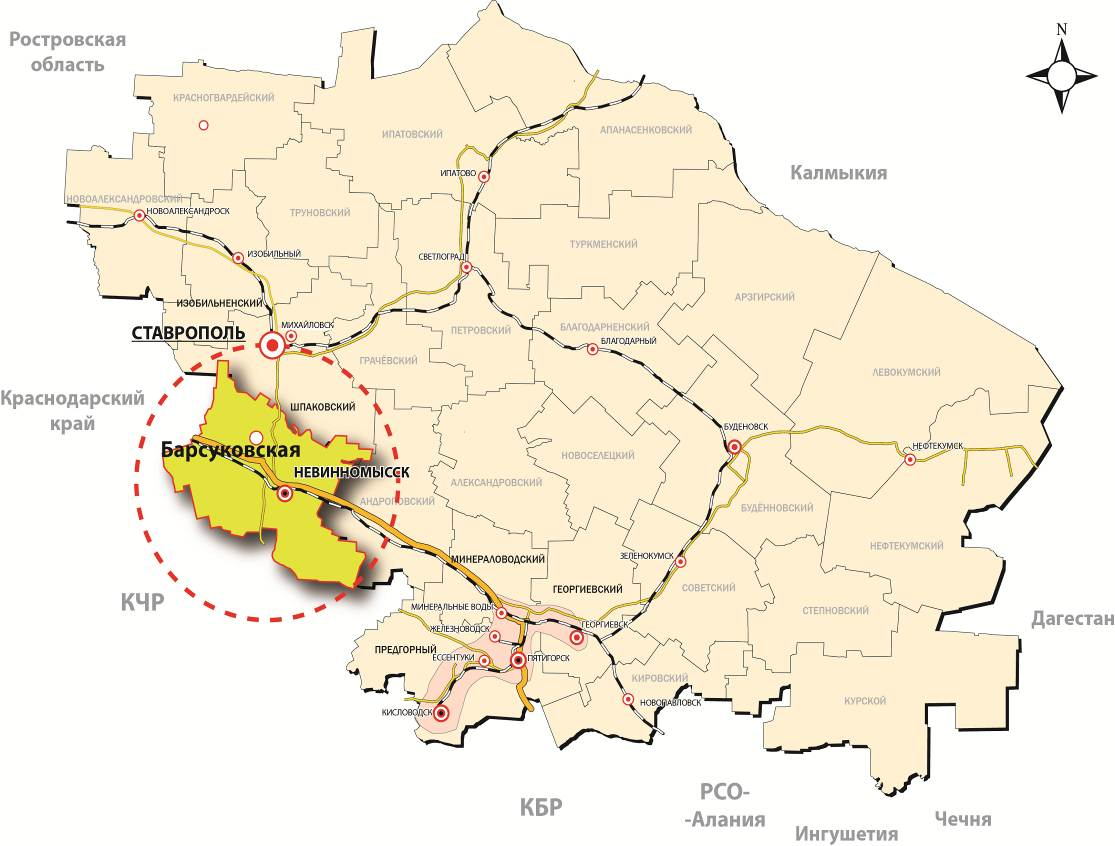 N
Ростровская
область
КРАСНОГВАРДЕЙСКИЙ
ИПАТОВСКИЙ
АПАНАСЕНКОВСКИЙ
Калмыкия
ИПАТОВО
НОВОАЛЕКСАНДРОВСКИЙ
НОВОАЛЕКСАНДРОСК
ТРУНОВСКИЙ
ТУРКМЕНСКИЙ
ИЗОБИЛЬНЫЙ
СВЕТЛОГРАД
АРЗГИРСКИЙ
ИЗОБИЛЬНЕНСКИЙ
МИХАЙЛОВСК
СТАВРОПОЛЬ
ПЕТРОВСКИЙ
БЛАГОДАРНЕНСКИЙ
БЛАГОДАРНЫЙ
ГРАЧЁВСКИЙ
ЛЕВОКУМСКИЙ
Краснодарский
край
ШПАКОВСКИЙ
БУДЕНОВСК
НЕФТЕКУМСК
Барсуковская
НОВОСЕЛЕЦКИЙ
НЕВИННОМЫССК
АЛЕКСАНДРОВСКИЙ
АНДРОПОВСКИЙ
БУДЁННОВСКИЙ
НЕФТЕКУМСКИЙ
МИНЕРАЛОВОДСКИЙ
ЗЕЛЕНОКУМСК
ГЕОРГИЕВСКИЙ
СОВЕТСКИЙ
КЧР
МИНЕРАЛЬНЫЕ ВОДЫ
СТЕПНОВСКИЙ
Дагестан
ЖЕЛЕЗНОВОДСК
ГЕОРГИЕВСК
ПРЕДГОРНЫЙ
ЕССЕНТУКИ
ПЯТИГОРСК
КИРОВСКИЙ
НОВОПАВЛОВСК
КУРСКОЙ
КИСЛОВОДСК
КБР
РСО-
-Алания
Ингушетия
Чечня